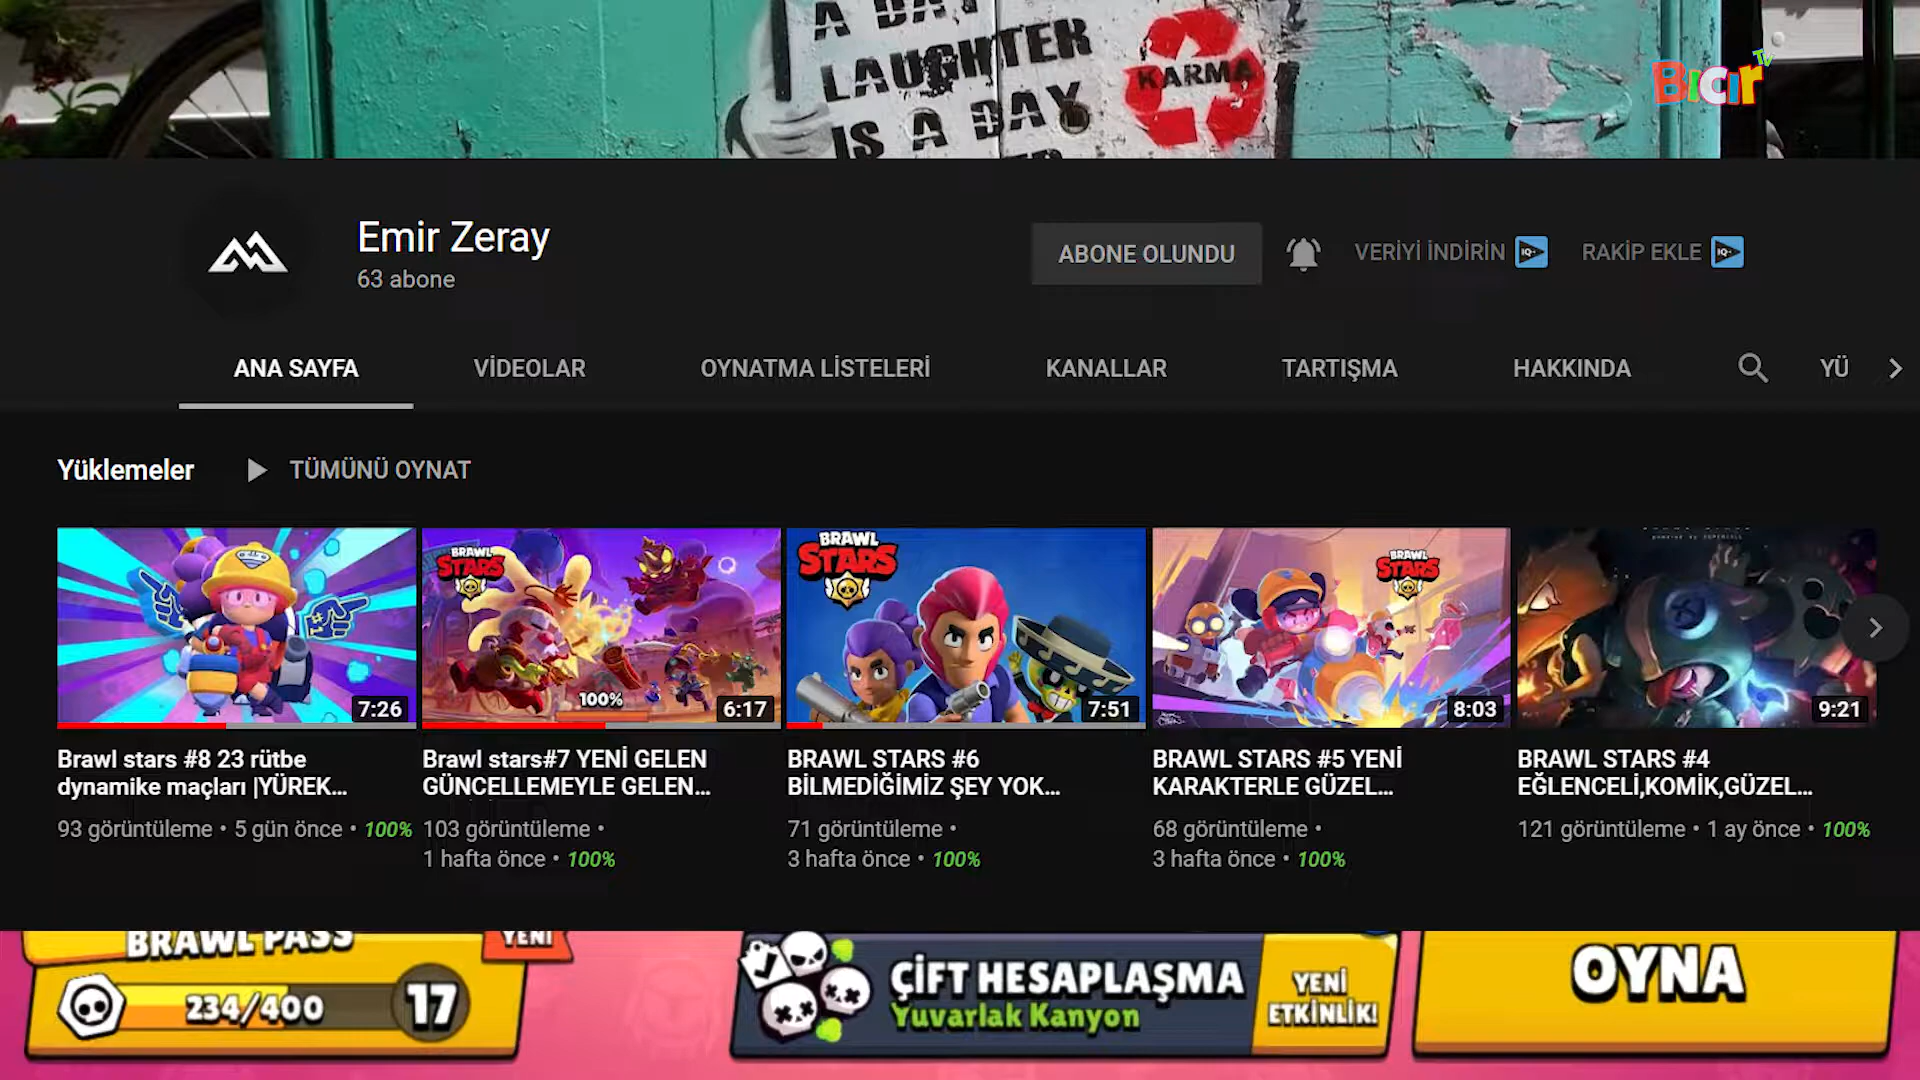 A DAY
LAUGHTER
IS A DAY
KARMA
BICIR TV
Emir Zeray
63 abone
ABONE OLUNDU
VERİYİ İNDİRİN
RAKİP EKLE
ANA SAYFA
VİDEOLAR
OYNATMA LİSTELERİ
KANALLAR
TARTIŞMA
HAKKINDA
YÜ
Yüklemeler
TÜMÜNÜ OYNAT
7:26
BRAWL STARS
100%
6:17
BRAWL STARS
7:51
BRAWL STARS
8:03
9:21
Brawl stars #8 23 rütbe
dynamike maçları |YÜREK...
93 görüntüleme • 5 gün önce • 100%
Brawl stars#7 YENİ GELEN
GÜNCELLEMEYLE GELEN...
103 görüntüleme •
1 hafta önce • 100%
BRAWL STARS #6
BİLMEDİĞİMİZ ŞEY YOK...
71 görüntüleme •
3 hafta önce • 100%
BRAWL STARS #5 YENİ
KARAKTERLE GÜZEL...
68 görüntüleme •
3 hafta önce • 100%
BRAWL STARS #4
EĞLENCELİ,KOMİK,GÜZEL...
121 görüntüleme • 1 ay önce • 100%
BRAWL PASS
YENİ
234/400
17
ÇİFT HESAPLAŞMA
Yuvarlak Kanyon
YENİ
ETKİNLİK!
OYNA